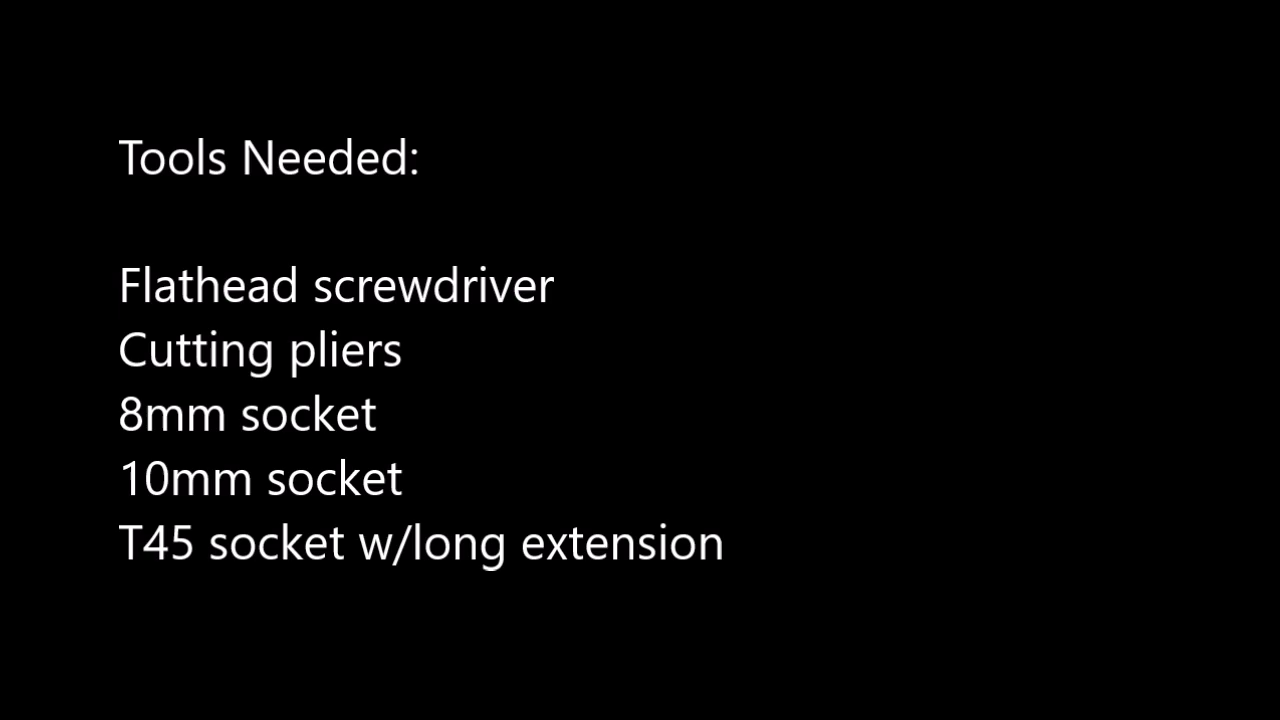 Tools Needed:
Flathead screwdriver
Cutting pliers
8mm socket
10mm socket
T45 socket w/long extension